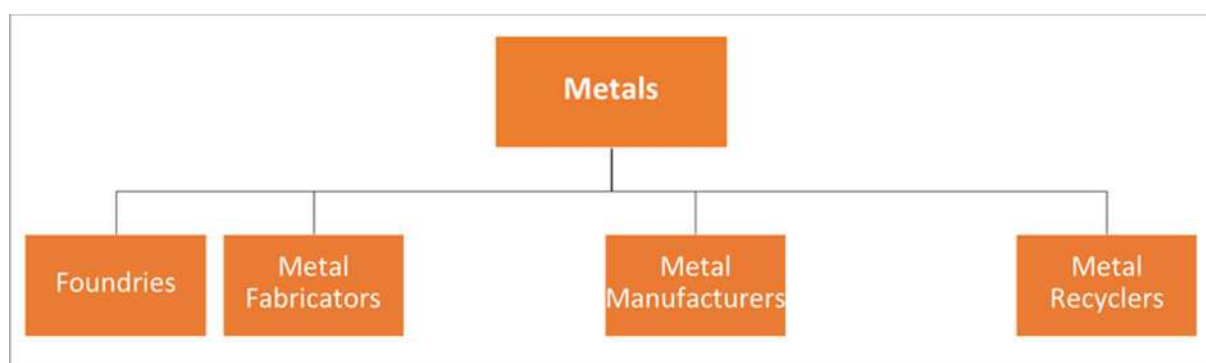 Metals
Foundries
Metal
Fabricators
Metal
Manufacturers
Metal
Recyclers